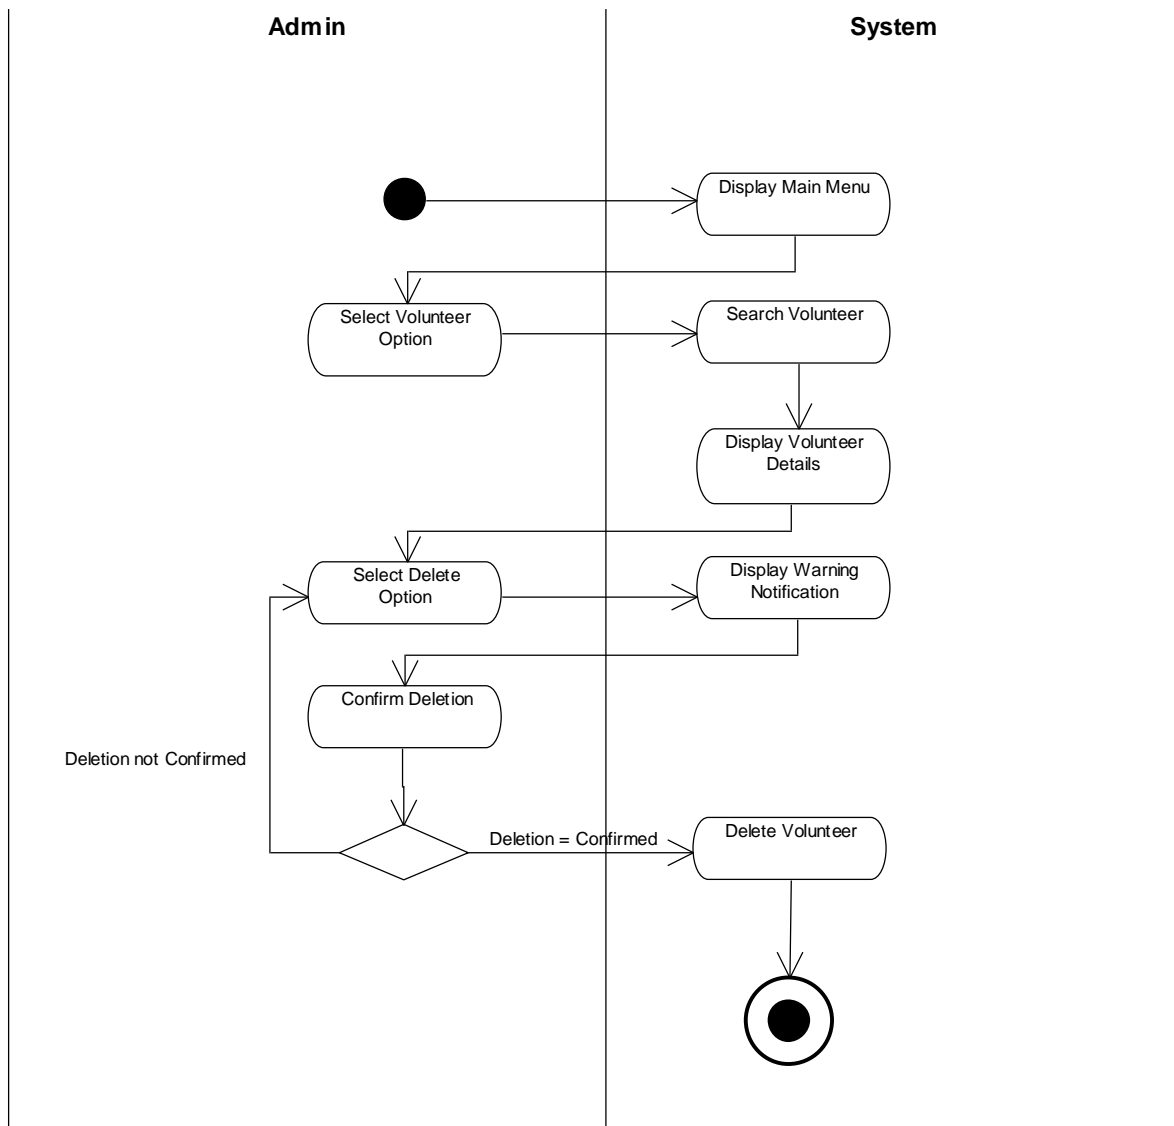 Admin
System
Display Main Menu
Select Volunteer
Option
Search Volunteer
Display Volunteer
Details
Select Delete
Option
Display Warning
Notification
Confirm Deletion
Deletion not Confirmed
Deletion = Confirmed
Delete Volunteer